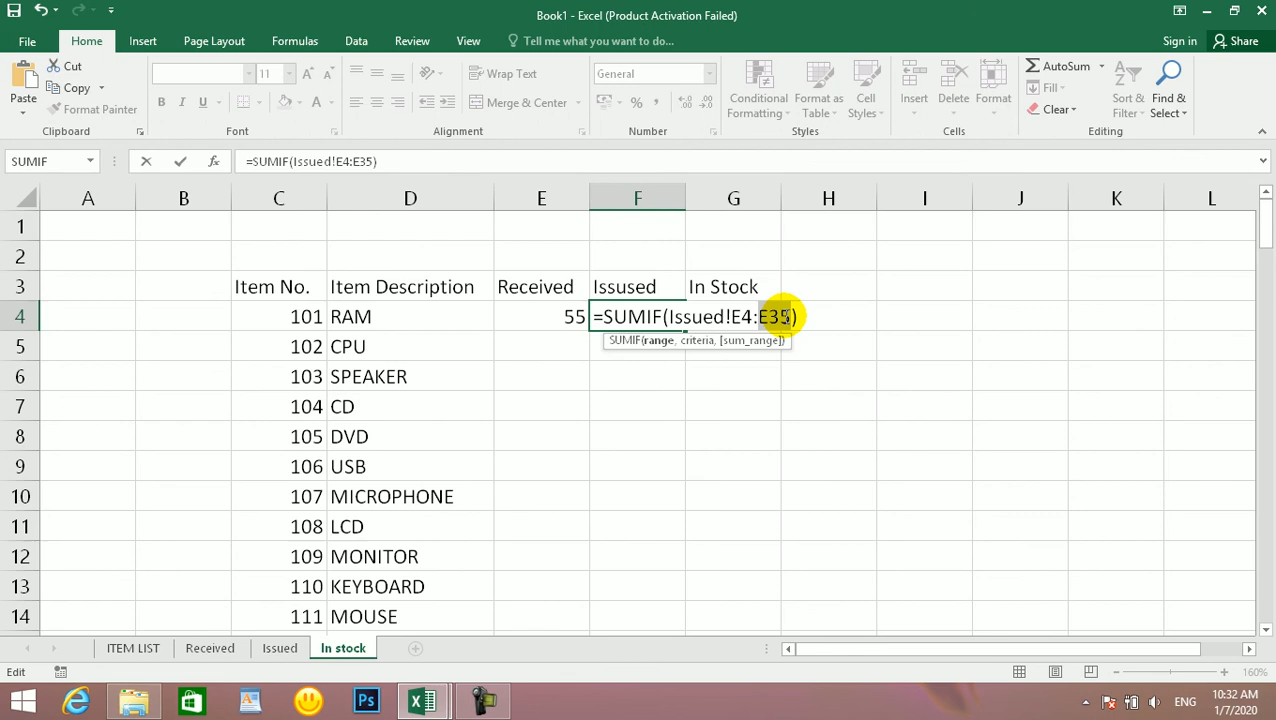 Book1 - Excel (Product Activation Failed)
File Home Insert Page Layout Formulas Data Review View Tell me what you want to do... Sign in Share
Paste Cut Copy Format Painter
11
B I U A A A
Wrap Text
Merge & Center
General
% ,
Conditional Formatting Format as Table Cell Styles
Insert Delete Format
AutoSum Fill Clear
Sort & Filter Find & Select
Clipboard Font Alignment Number Styles Cells Editing
SUMIF fx =SUMIF(Issued!E4:E35)
A B C D E F G H I J K L
1
2
3 Item No. Item Description Received Issused In Stock
4 101 RAM 55 =SUMIF(Issued!E4:E35)
SUMIF(range, criteria, [sum_range])
5 102 CPU
6 103 SPEAKER
7 104 CD
8 105 DVD
9 106 USB
10 107 MICROPHONE
11 108 LCD
12 109 MONITOR
13 110 KEYBOARD
14 111 MOUSE
ITEM LIST Received Issued In stock
Edit 160%
Ps ENG 10:32 AM
1/7/2020